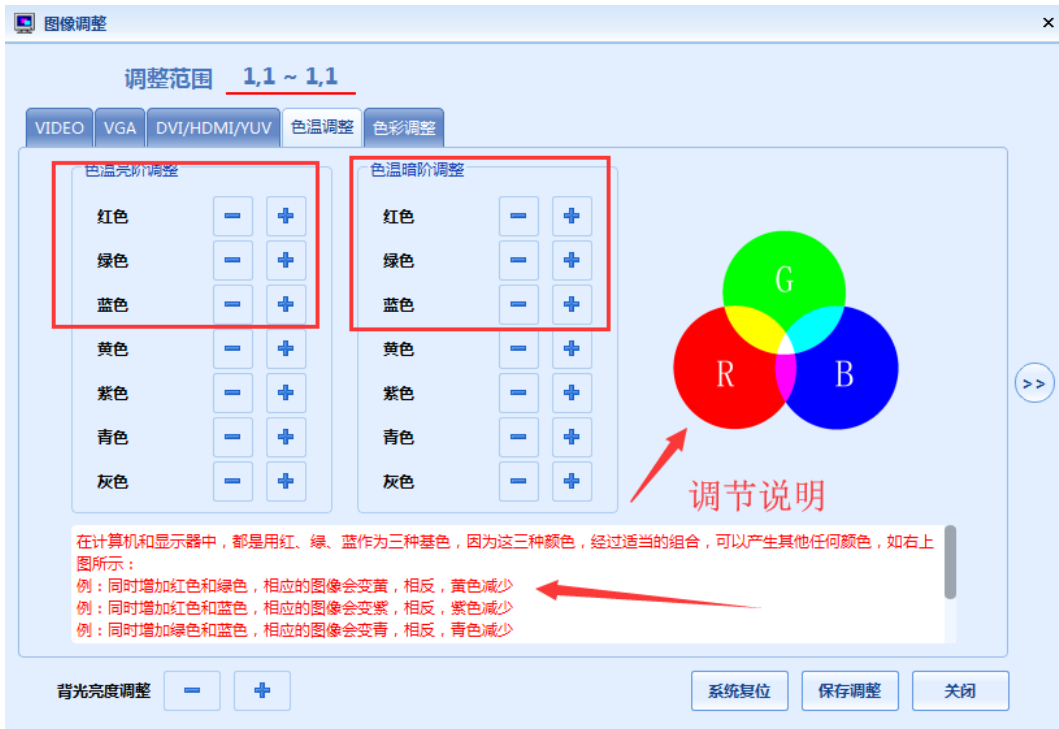 图像调整
调整范围 1,1 ~ 1,1
VIDEO VGA DVI/HDMI/YUV 色温调整 色彩调整
色温亮阶调整 色温暗阶调整
红色 红色
绿色 绿色
蓝色 蓝色
黄色 黄色
紫色 紫色
青色 青色
灰色 灰色
G
R B
>>
调节说明
在计算机和显示器中，都是用红、绿、蓝作为三种基色，因为这三种颜色，经过适当的组合，可以产生其他任何颜色，如右上
图所示：
例：同时增加红色和绿色，相应的图像会变黄，相反，黄色减少
例：同时增加红色和蓝色，相应的图像会变紫，相反，紫色减少
例：同时增加绿色和蓝色，相应的图像会变青，相反，青色减少
背光亮度调整 系统复位 保存调整 关闭